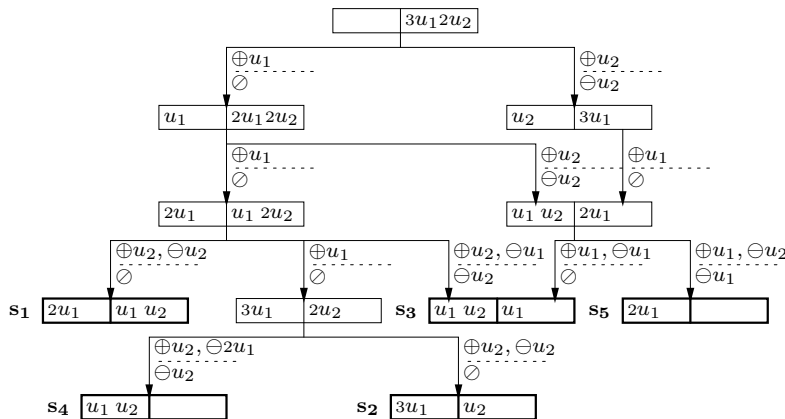 3u₁2u₂
⊕u₁ ⊕u₂
⊘ ⊖u₂
u₁ 2u₁2u₂ u₂ 3u₁
⊕u₁ ⊕u₂ ⊕u₁
⊘ ⊖u₂ ⊘
2u₁ u₁ 2u₂ u₁ u₂ 2u₁
⊕u₂, ⊖u₂ ⊕u₁ ⊕u₂, ⊖u₁ ⊕u₁, ⊖u₁ ⊕u₁, ⊖u₂
⊘ ⊘ ⊖u₂ ⊘ ⊖u₁
s₁ 2u₁ u₁ u₂ 3u₁ 2u₂ s₃ u₁ u₂ u₁ s₅ 2u₁
⊕u₂, ⊖2u₁ ⊕u₂, ⊖u₂
⊖u₂ ⊘
s₄ u₁ u₂ s₂ 3u₁ u₂